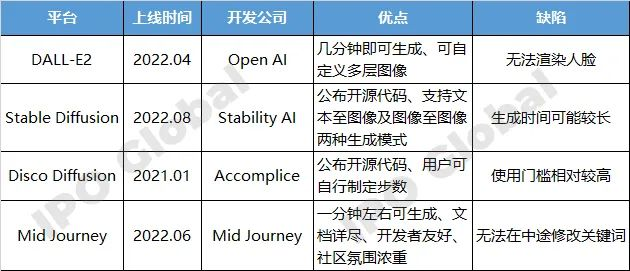 平台 上线时间 开发公司 优点 缺陷
DALL-E2 2022.04 Open AI 几分钟即可生成、可自定义多层图像 无法渲染人脸
Stable Diffusion 2022.08 Stability AI 公布开源代码、支持文本至图像及图像至图像两种生成模式 生成时间可能较长
Disco Diffusion 2021.01 Accomplice 公布开源代码、用户可自行制定步数 使用门槛相对较高
Mid Journey 2022.06 Mid Journey 一分钟左右可生成、文档详尽、开发者友好、社区氛围浓重 无法在中途修改关键词
IPO Global
IPO Global